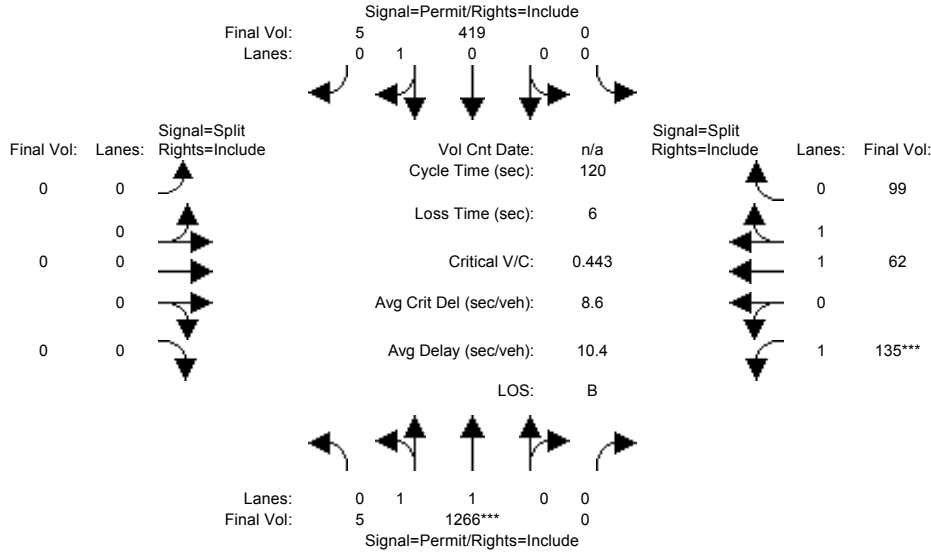 Signal=Permit/Rights=Include
Final Vol: 5 419 0
Lanes: 0 1 0 0 0
Signal=Split Signal=Split
Final Vol: Lanes: Rights=Include Vol Cnt Date: n/a Rights=Include Lanes: Final Vol:
Cycle Time (sec): 120
0 0 0 99
Loss Time (sec): 6
0 1
0 0 Critical V/C: 0.443 1 62
0 Avg Crit Del (sec/veh): 8.6 0
0 0 Avg Delay (sec/veh): 10.4 1 135***
LOS: B
Lanes: 0 1 1 0 0
Final Vol: 5 1266*** 0
Signal=Permit/Rights=Include